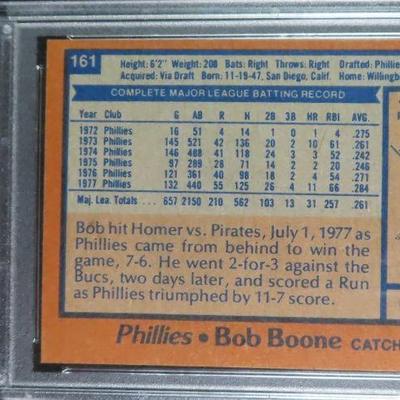 161
Height: 6'2" Weight: 208 Bats: Right Throws: Right Drafted: Phillies
Acquired: Via Draft Born: 11-19-47, San Diego, Calif. Home:
COMPLETE MAJOR LEAGUE BATTING RECORD
Year Club G AB R H 2B 3B HR RBI AVG.
1972 Phillies 16 51 4 14 1 0 1 4 .275
1973 Phillies 145 521 42 136 20 2 10 61 .261
1974 Phillies 146 488 41 118 24 3 3 52 .242
1975 Phillies 97 289 28 71 14 2 2 20 .246
1976 Phillies 121 361 40 98 18 2 4 54 .271
1977 Phillies 132 440 55 125 26 4 11 66 .284
Maj. Lea. Totals ... 657 2150 210 562 103 13 31 257 .261
Bob hit Homer vs. Pirates, July 1, 1977 as
Phillies came from behind to win the
game, 7-6. He went 2-for-3 against the
Bucs, two days later, and scored a Run
as Phillies triumphed by 11-7 score.
Phillies • Bob Boone CATCH